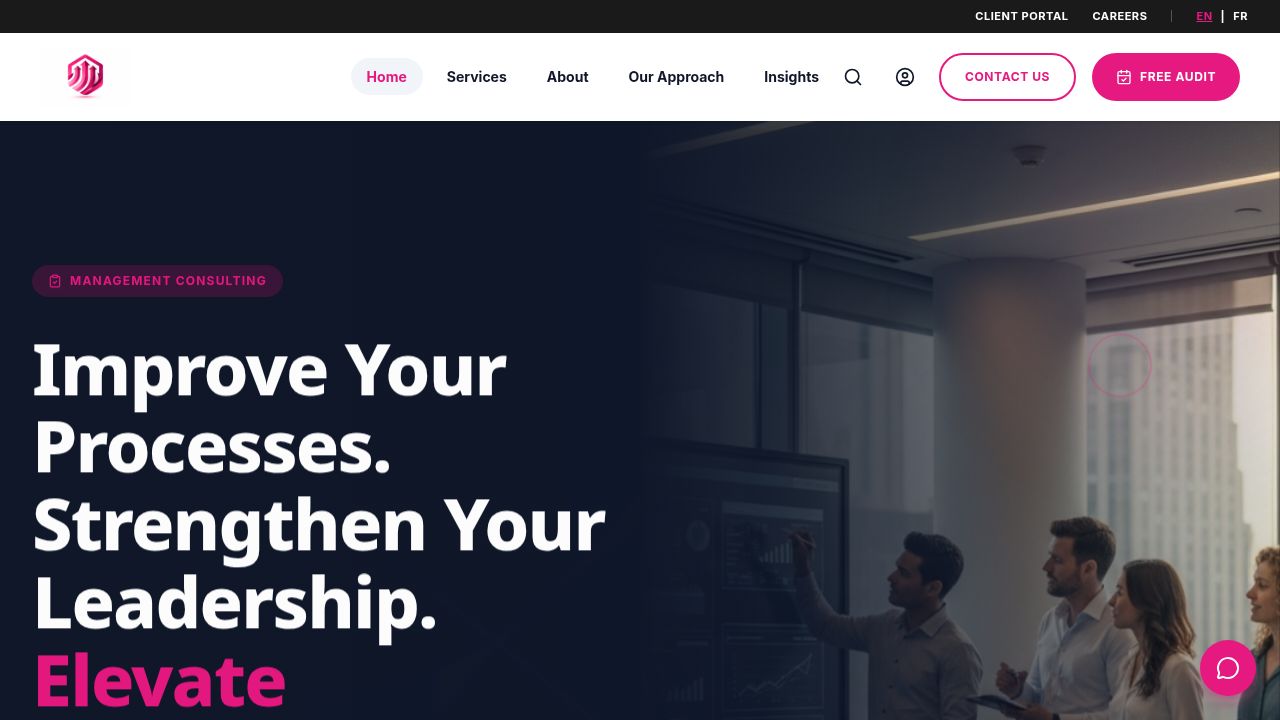 CLIENT PORTAL CAREERS EN | FR
Home Services About Our Approach Insights CONTACT US FREE AUDIT
MANAGEMENT CONSULTING
Improve Your
Processes.
Strengthen Your
Leadership.
Elevate